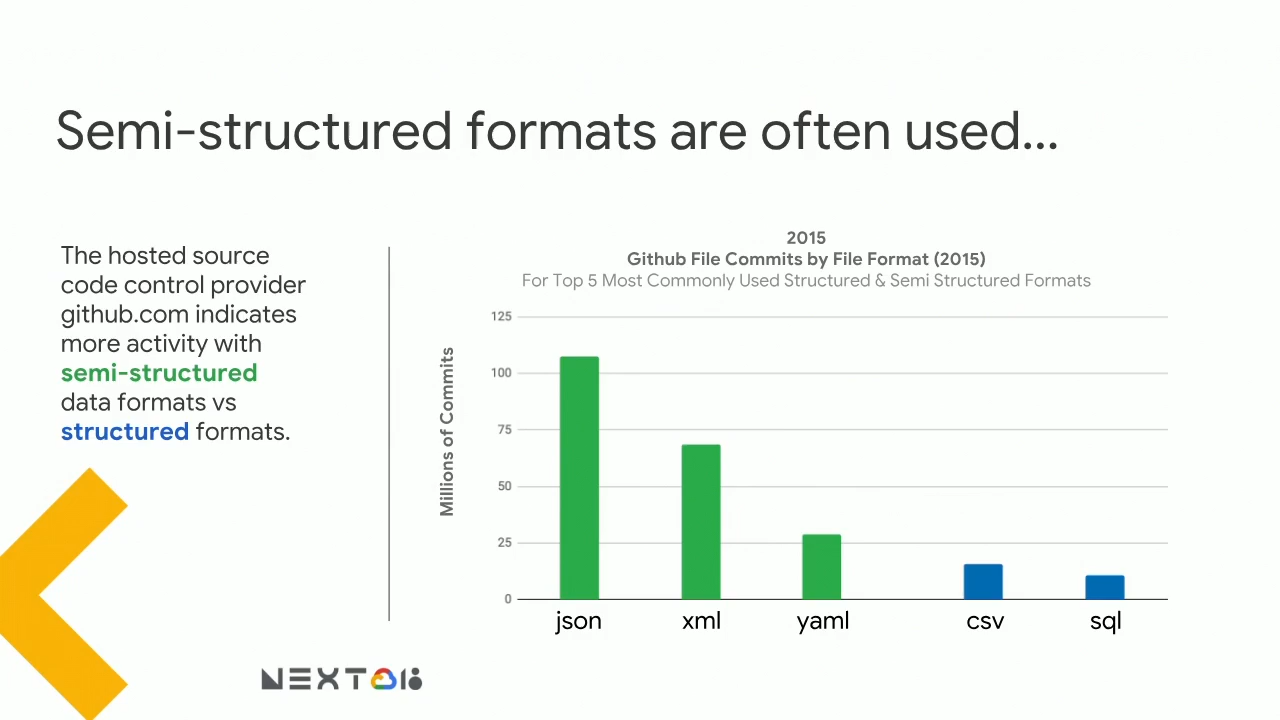 Semi-structured formats are often used...
The hosted source
code control provider
github.com indicates
more activity with
semi-structured
data formats vs
structured formats.
2015
Github File Commits by File Format (2015)
For Top 5 Most Commonly Used Structured & Semi Structured Formats
Millions of Commits
125
100
75
50
25
0
json xml yaml csv sql
NEXT 18